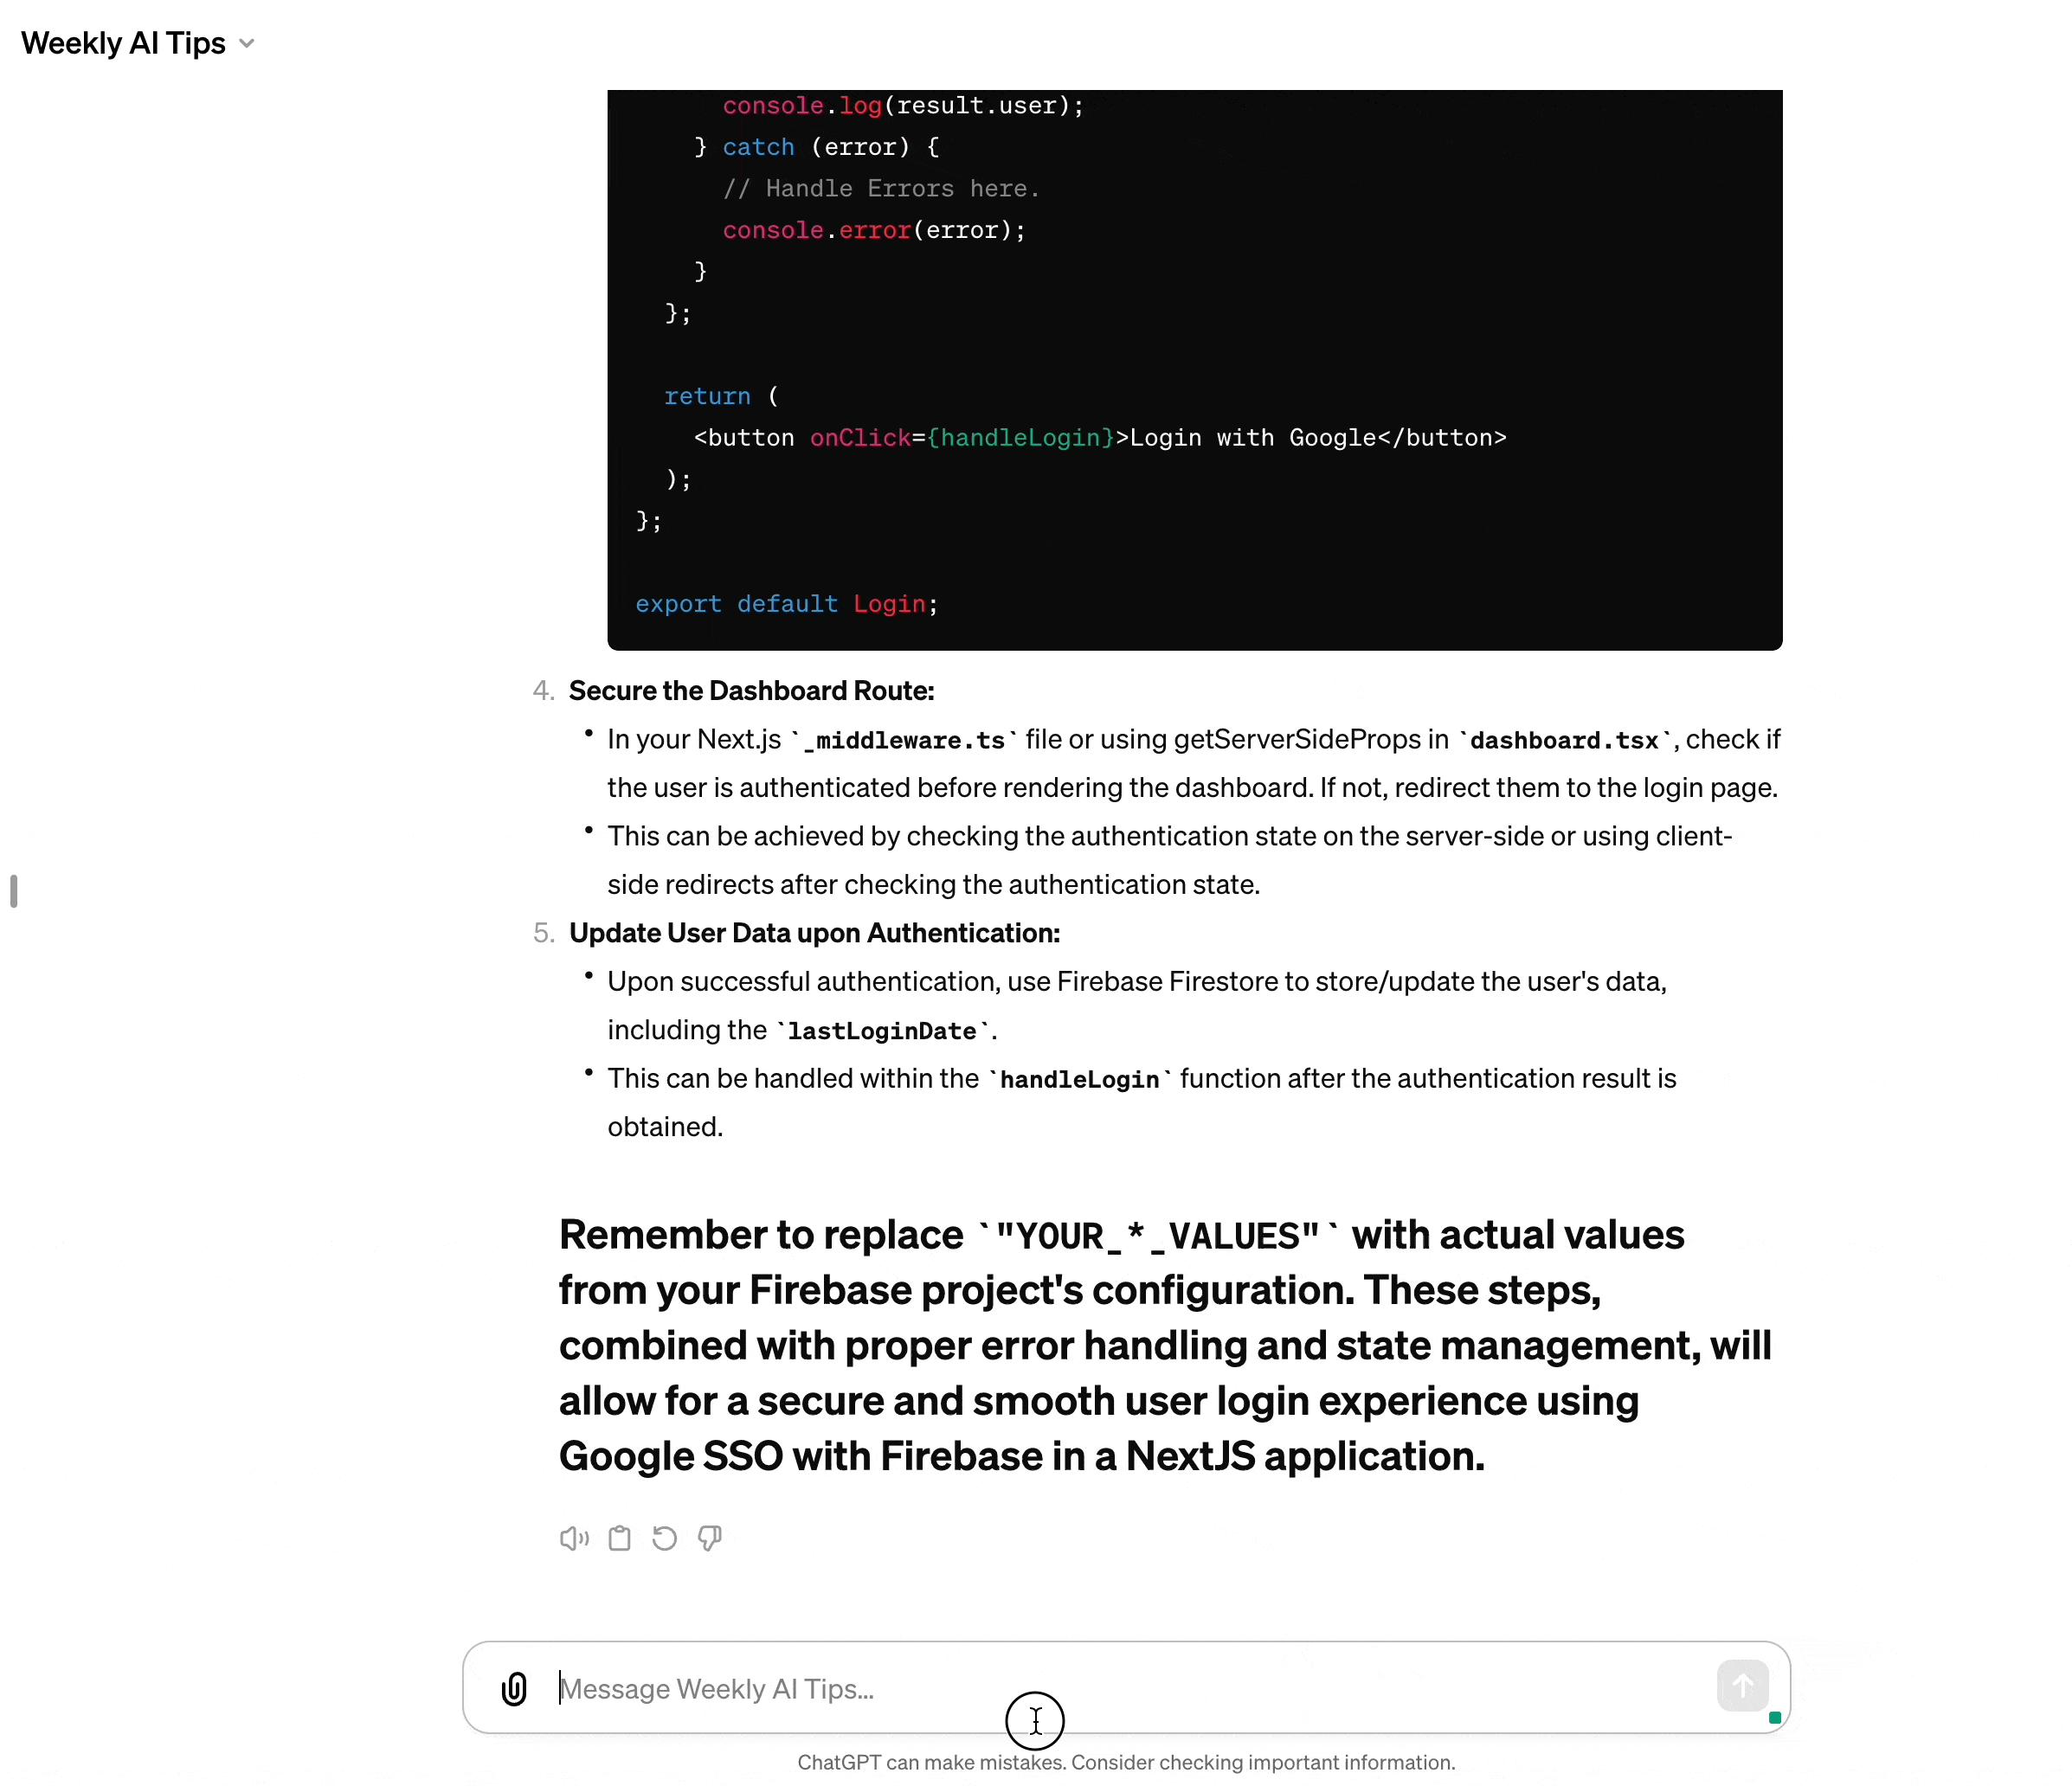 Weekly AI Tips
console.log(result.user);
} catch (error) {
// Handle Errors here.
console.error(error);
}
};
return (
<button onClick={handleLogin}>Login with Google</button>
);
};
export default Login;
4. Secure the Dashboard Route:
• In your Next.js `_middleware.ts` file or using getServerSideProps in `dashboard.tsx`, check if
the user is authenticated before rendering the dashboard. If not, redirect them to the login page.
• This can be achieved by checking the authentication state on the server-side or using client-
side redirects after checking the authentication state.
5. Update User Data upon Authentication:
• Upon successful authentication, use Firebase Firestore to store/update the user's data,
including the `lastLoginDate`.
• This can be handled within the `handleLogin` function after the authentication result is
obtained.
Remember to replace `"YOUR_*_VALUES"` with actual values
from your Firebase project's configuration. These steps,
combined with proper error handling and state management, will
allow for a secure and smooth user login experience using
Google SSO with Firebase in a NextJS application.
Message Weekly AI Tips...
ChatGPT can make mistakes. Consider checking important information.